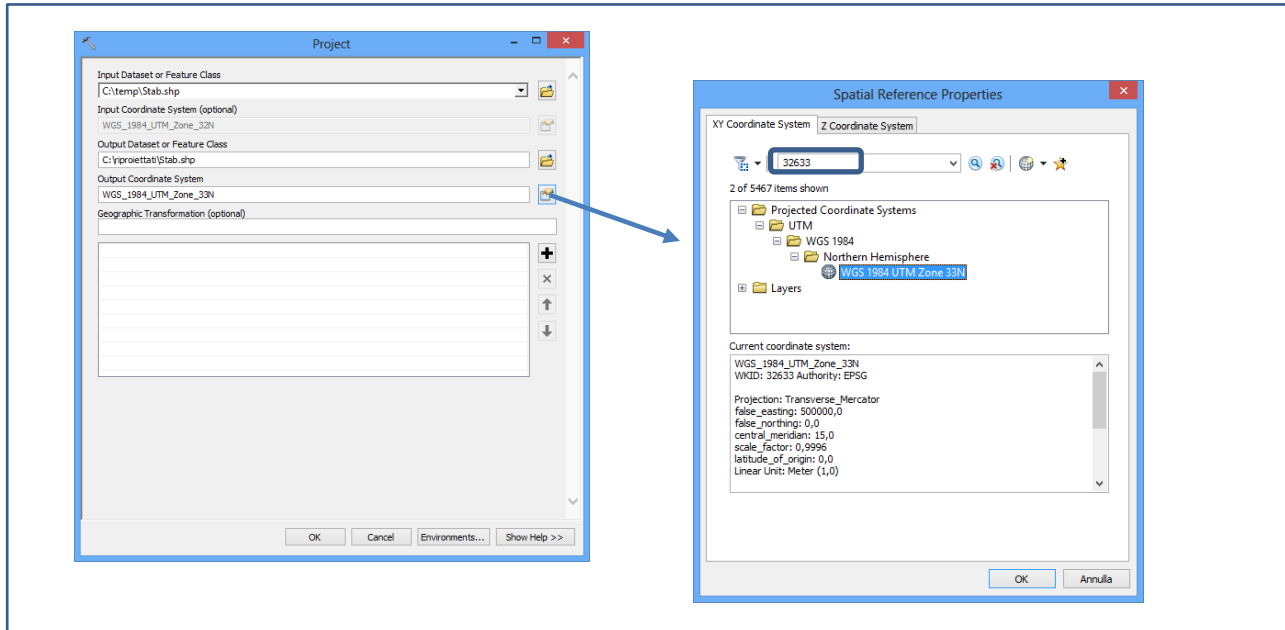 Project
Input Dataset or Feature Class
C:\temp\Stab.shp
Input Coordinate System (optional)
WGS_1984_UTM_Zone_32N
Output Dataset or Feature Class
C:\riproiettati\Stab.shp
Output Coordinate System
WGS_1984_UTM_Zone_33N
Geographic Transformation (optional)
OK
Cancel
Environments...
Show Help >>
Spatial Reference Properties
XY Coordinate System
Z Coordinate System
32633
2 of 5467 items shown
Projected Coordinate Systems
UTM
WGS 1984
Northern Hemisphere
WGS 1984 UTM Zone 33N
Layers
Current coordinate system:
WGS_1984_UTM_Zone_33N
WKID: 32633 Authority: EPSG
Projection: Transverse_Mercator
false_easting: 500000,0
false_northing: 0,0
central_meridian: 15,0
scale_factor: 0,9996
latitude_of_origin: 0,0
Linear Unit: Meter (1,0)
OK
Annulla